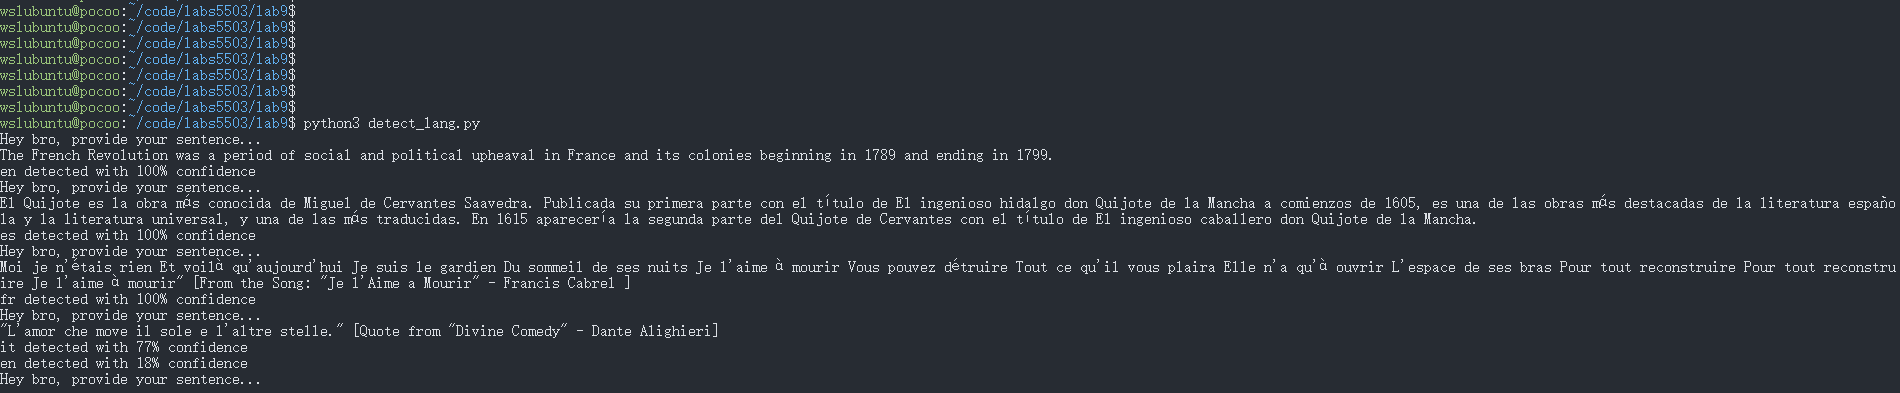 wslubuntu@pocoo:~/code/labs5503/lab9$
wslubuntu@pocoo:~/code/labs5503/lab9$
wslubuntu@pocoo:~/code/labs5503/lab9$
wslubuntu@pocoo:~/code/labs5503/lab9$
wslubuntu@pocoo:~/code/labs5503/lab9$
wslubuntu@pocoo:~/code/labs5503/lab9$
wslubuntu@pocoo:~/code/labs5503/lab9$
wslubuntu@pocoo:~/code/labs5503/lab9$ python3 detect_lang.py
Hey bro, provide your sentence...
The French Revolution was a period of social and political upheaval in France and its colonies beginning in 1789 and ending in 1799.
en detected with 100% confidence
Hey bro, provide your sentence...
El Quijote es la obra más conocida de Miguel de Cervantes Saavedra. Publicada su primera parte con el título de El ingenioso hidalgo don Quijote de la Mancha a comienzos de 1605, es una de las obras más destacadas de la literatura españo
la y la literatura universal, y una de las más traducidas. En 1615 aparecería la segunda parte del Quijote de Cervantes con el título de El ingenioso caballero don Quijote de la Mancha.
es detected with 100% confidence
Hey bro, provide your sentence...
Moi je n'étais rien Et voilà qu'aujourd'hui Je suis le gardien Du sommeil de ses nuits Je l'aime à mourir Vous pouvez détruire Tout ce qu'il vous plaira Elle n'a qu'à ouvrir L'espace de ses bras Pour tout reconstruire Pour tout reconstru
ire Je l'aime à mourir" [From the Song: "Je l'Aime a Mourir" - Francis Cabrel ]
fr detected with 100% confidence
Hey bro, provide your sentence...
"L'amor che move il sole e l'altre stelle." [Quote from "Divine Comedy" - Dante Alighieri]
it detected with 77% confidence
en detected with 18% confidence
Hey bro, provide your sentence...